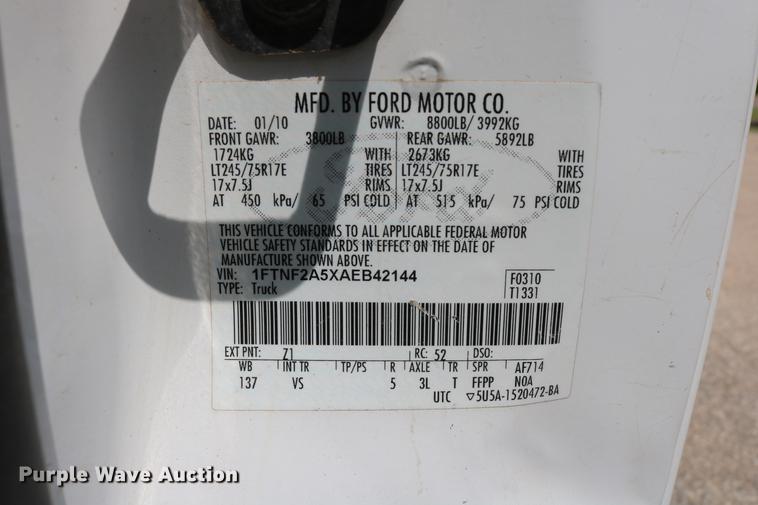 MFD. BY FORD MOTOR CO.
DATE: 01/10 GVWR: 8800LB/ 3992KG
FRONT GAWR: 3800LB REAR GAWR: 5892LB
1724KG WITH 2673KG WITH
LT245/75R17E TIRES LT245/75R17E TIRES
17x7.5J RIMS 17x7.5J RIMS
AT 450 kPa/ 65 PSI COLD AT 515 kPa/ 75 PSI COLD
THIS VEHICLE CONFORMS TO ALL APPLICABLE FEDERAL MOTOR
VEHICLE SAFETY STANDARDS IN EFFECT ON THE DATE OF
MANUFACTURE SHOWN ABOVE.
VIN: 1FTNF2A5XAEB42144 F0310
TYPE: Truck T1331
EXT PNT: Z1 RC: 52 DSO:
WB INT TR TP/PS R AXLE TR SPR AF714
137 VS 5 3L T FFPP NOA
UTC ▽5U5A-1520472-BA
Purple Wave Auction